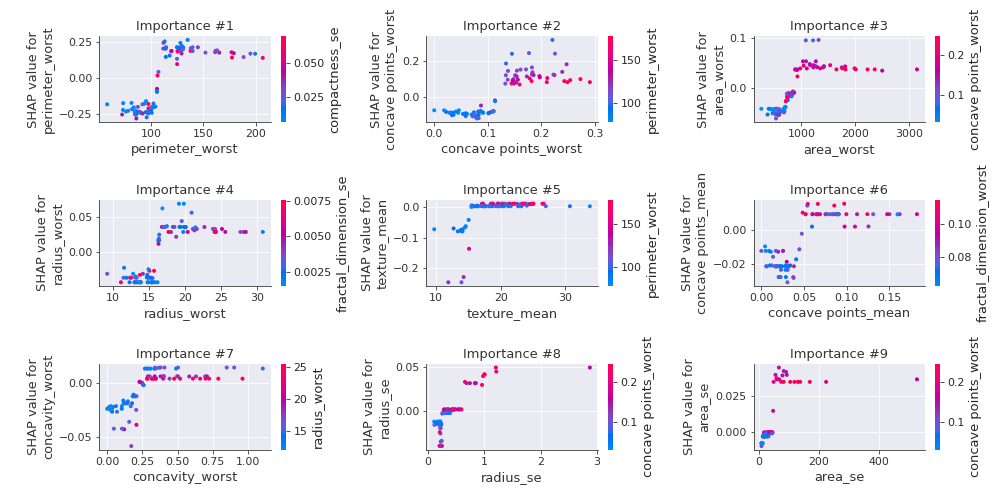 Importance #1
SHAP value for
perimeter_worst
0.25
0.00
−0.25
100
150
200
perimeter_worst
0.050
0.025
compactness_se
Importance #2
SHAP value for
concave points_worst
0.2
0.0
0.0
0.1
0.2
0.3
concave points_worst
150
100
perimeter_worst
Importance #3
SHAP value for
area_worst
0.1
0.0
1000
2000
3000
area_worst
0.2
0.1
concave points_worst
Importance #4
SHAP value for
radius_worst
0.05
0.00
10
15
20
25
30
radius_worst
0.0075
0.0050
0.0025
fractal_dimension_se
Importance #5
SHAP value for
texture_mean
0.0
−0.1
−0.2
10
15
20
30
texture_mean
150
100
perimeter_worst
Importance #6
SHAP value for
concave points_mean
0.00
−0.02
0.00
0.05
0.10
0.15
concave points_mean
0.10
0.08
fractal_dimension_worst
Importance #7
SHAP value for
concavity_worst
0.00
−0.05
0.00
0.25
0.50
0.75
1.00
concavity_worst
25
20
15
radius_worst
Importance #8
SHAP value for
radius_se
0.05
0.00
0
1
2
3
radius_se
0.2
0.1
concave points_worst
Importance #9
SHAP value for
area_se
0.025
0.000
0
200
400
area_se
0.2
0.1
concave points_worst